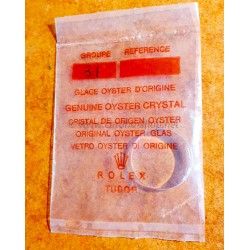 GROUPE REFERENCE
GLACE OYSTER D'ORIGINE
GENUINE OYSTER CRYSTAL
CRISTAL DE ORIGEN OYSTER
ORIGINAL OYSTER GLAS
VETRO OYSTER DI ORIGINE
ROLEX
TUDOR